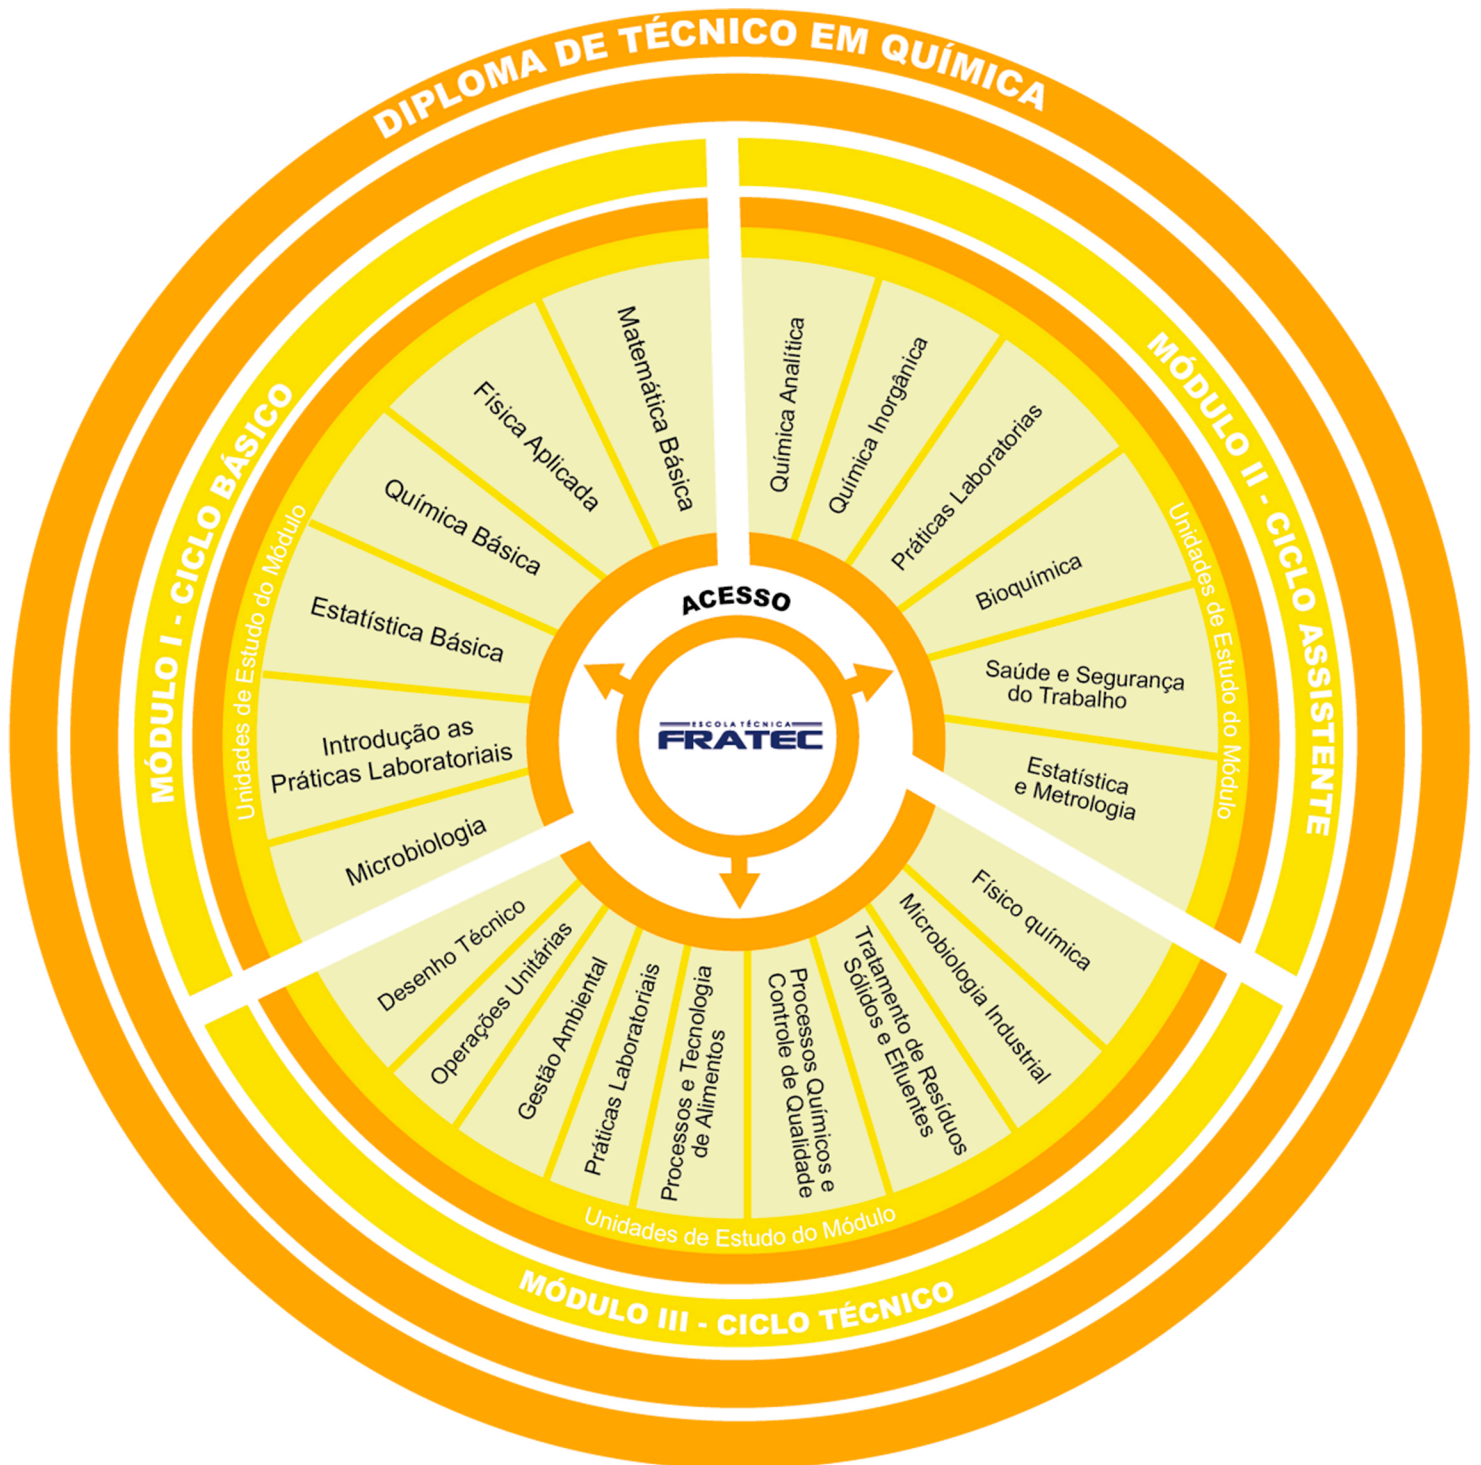 DIPLOMA DE TÉCNICO EM QUÍMICA
MÓDULO I - CICLO BÁSICO
Unidades de Estudo do Módulo
Matemática Básica
Física Aplicada
Química Básica
Estatística Básica
Introdução as
Práticas Laboratoriais
Microbiologia
MÓDULO II - CICLO ASSISTENTE
Unidades de Estudo do Módulo
Química Analítica
Química Inorgânica
Práticas Laboratorias
Bioquímica
Saúde e Segurança
do Trabalho
Estatística
e Metrologia
ACESSO
ESCOLA TÉCNICA
FRATEC
Físico química
Microbiologia Industrial
Tratamento de Resíduos
Sólidos e Efluentes
Processos Químicos e
Controle de Qualidade
Processos e Tecnologia
de Alimentos
Práticas Laboratoriais
Gestão Ambiental
Operações Unitárias
Desenho Técnico
Unidades de Estudo do Módulo
MÓDULO III - CICLO TÉCNICO